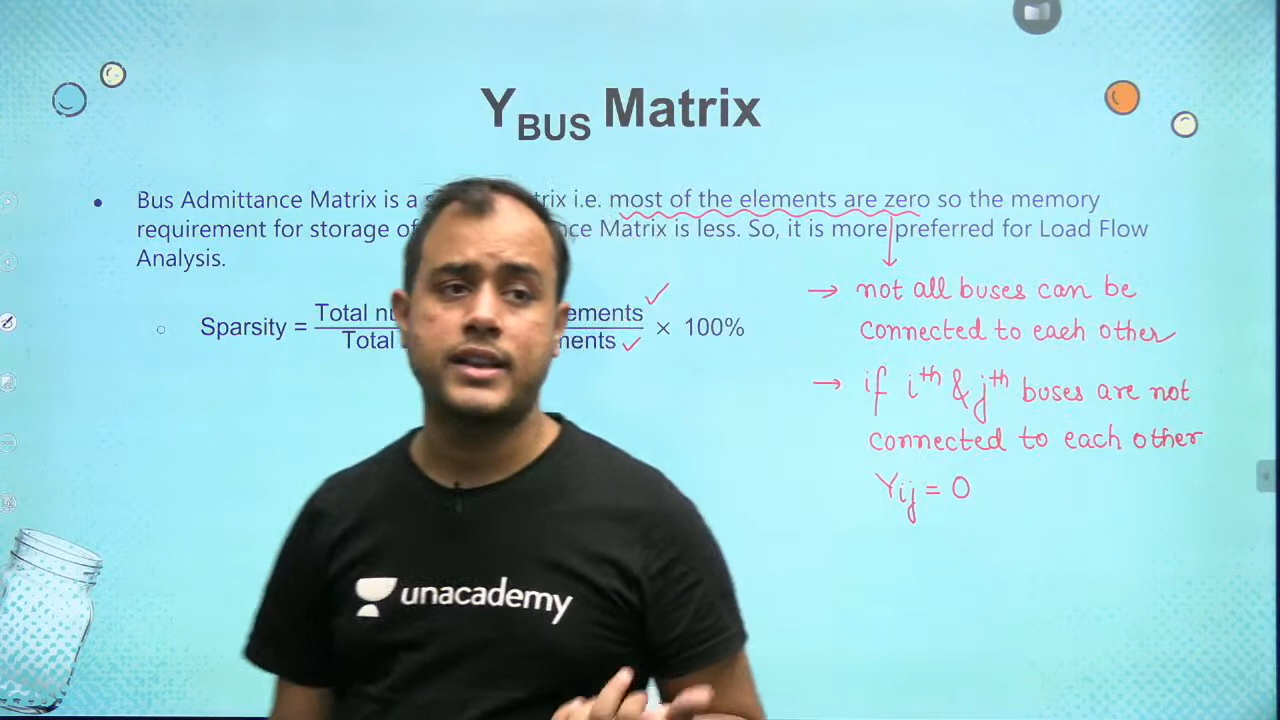 Y BUS Matrix
• Bus Admittance Matrix is a s trix i.e. most of the elements are zero so the memory
requirement for storage of ce Matrix is less. So, it is more preferred for Load Flow
Analysis.
Sparsity = Total ements / Total ments × 100%
→ not all buses can be
connected to each other
→ if ith & jth buses are not
connected to each other
Yij = 0
unacademy